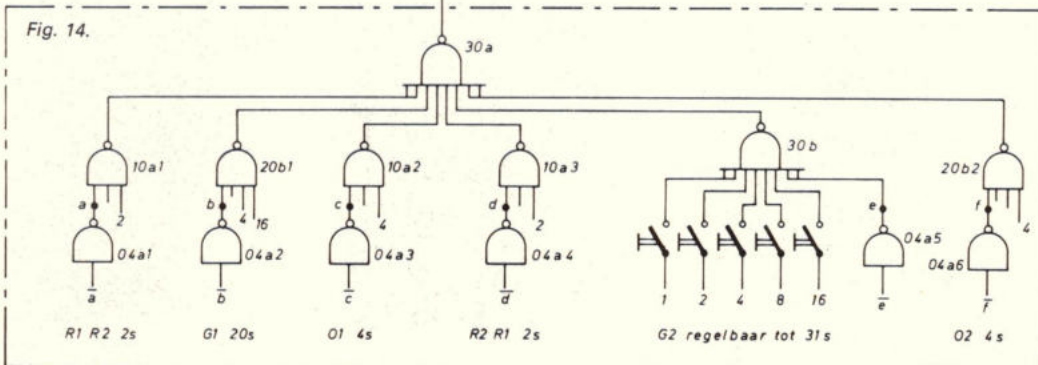 Fig. 14.
30a
10a1
20b1
10a2
10a3
30b
20b2
a
2
b
4
16
c
4
d
2
e
f
4
04a1
04a2
04a3
04a4
1
2
4
8
16
04a5
04a6
a̅
b̅
c̅
d̅
e̅
f̅
R1 R2 2s
G1 20s
O1 4s
R2 R1 2s
G2 regelbaar tot 31s
O2 4s